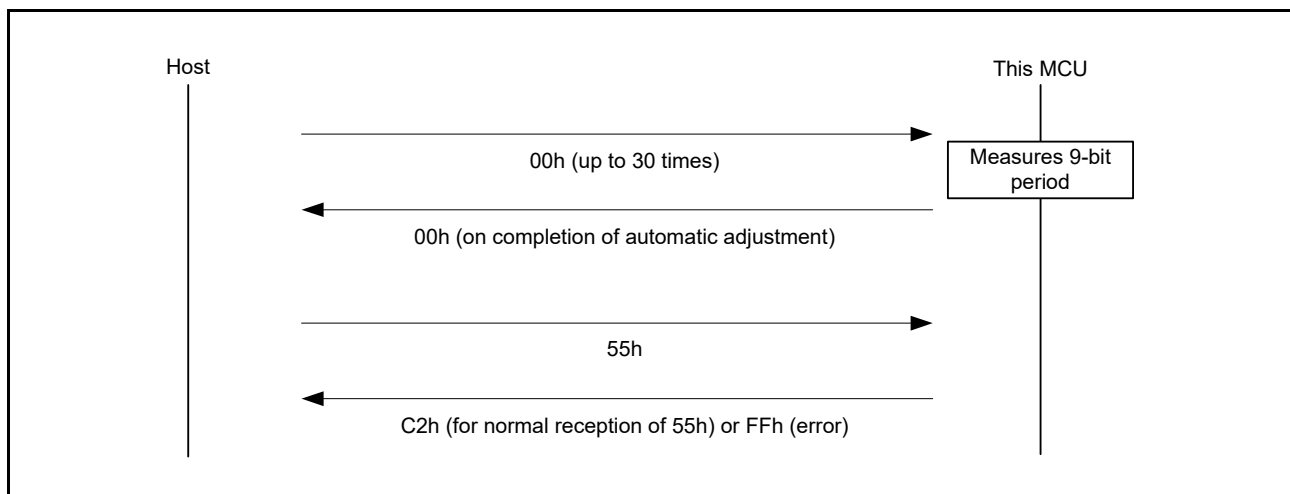 Host
This MCU
00h (up to 30 times)
Measures 9-bit
period
00h (on completion of automatic adjustment)
55h
C2h (for normal reception of 55h) or FFh (error)